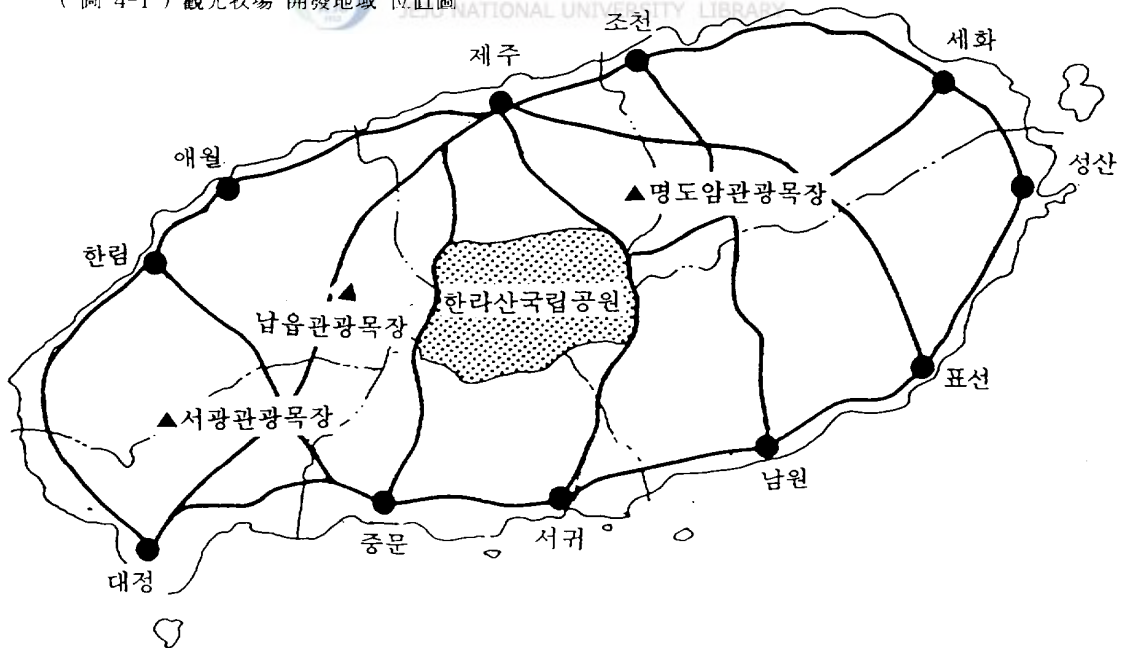 ( 圖 4-1 ) 觀光牧場 開發地域 位置圖
JEJU NATIONAL UNIVERSITY LIBRARY
조천
세화
제주
애월
성산
▲명도암관광목장
한림
한라산국립공원
▲
납읍관광목장
표선
▲서광관광목장
남원
중문
서귀
대정